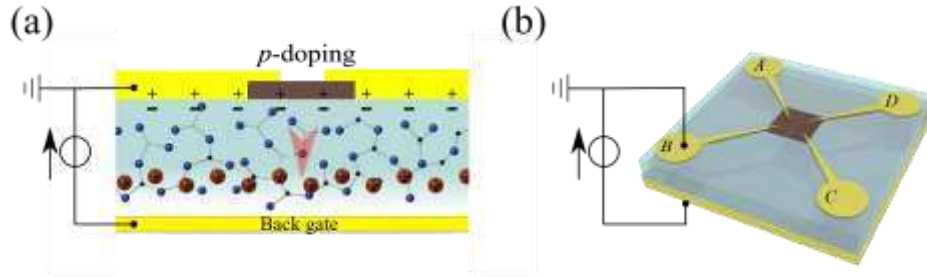 (a)
p-doping
+ + + + + +
- - - - - - - -
Back gate
(b)
A
D
B
C